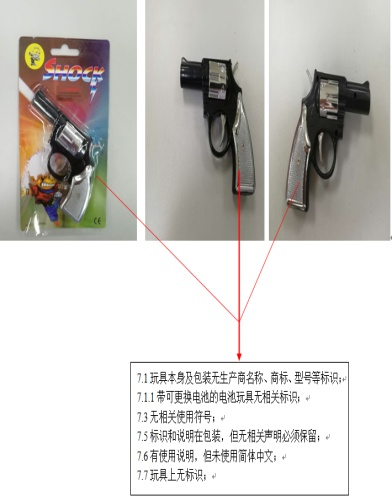 SHOCK
CE
7.1 玩具本身及包装无生产商名称、商标、型号等标识;
7.1.1 带可更换电池的电池玩具无相关标识;
7.3 无相关使用符号;
7.5 标识和说明在包装，但无相关声明必须保留;
7.6 有使用说明，但未使用简体中文;
7.7 玩具上无标识;